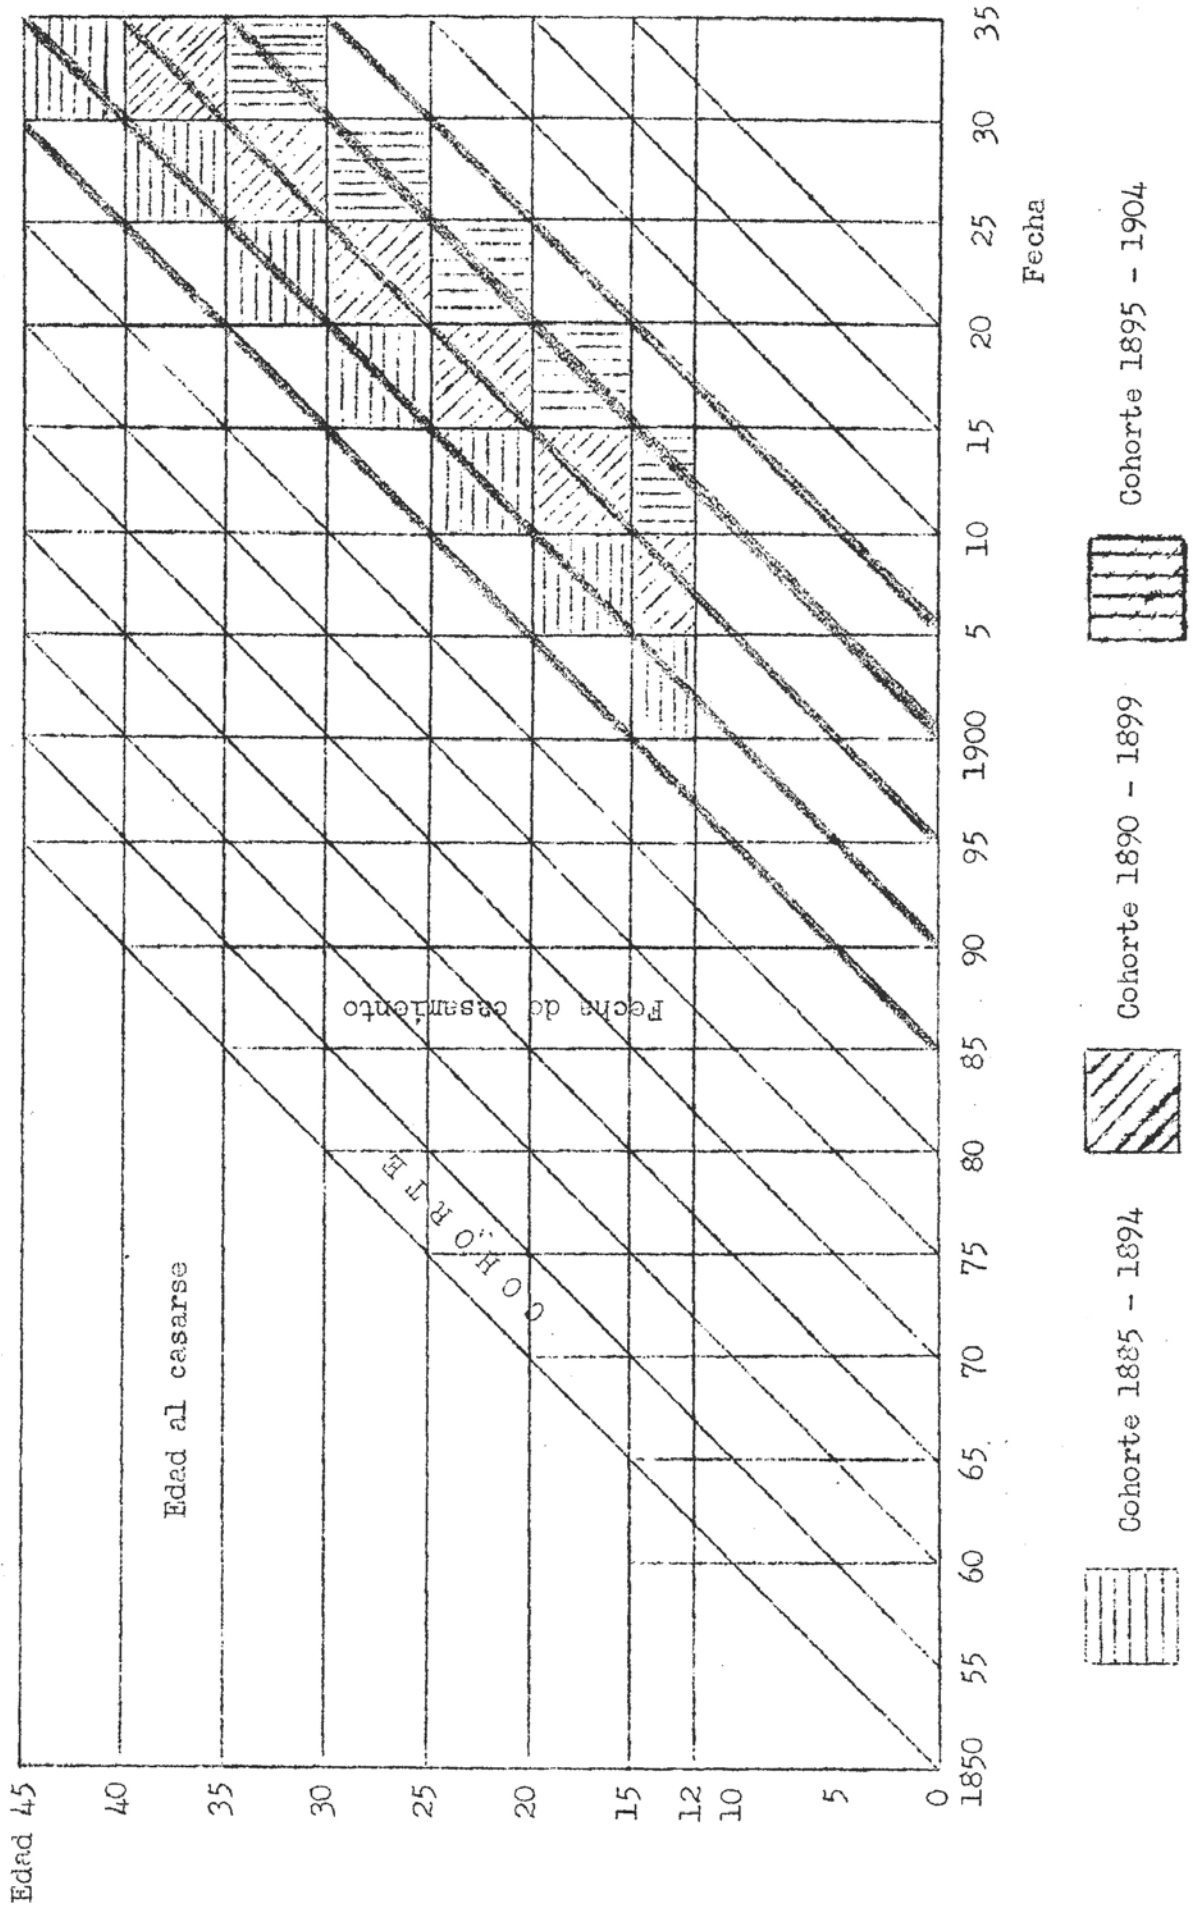 Edad 45
40
35
30
25
20
15
12
10
5
0
Edad al casarse
COHORTE
Fecha de casamiento
1850 55 60 65 70 75 80 85 90 95 1900 5 10 15 20 25 30 35
Fecha
Cohorte 1885 - 1894
Cohorte 1890 - 1899
Cohorte 1895 - 1904